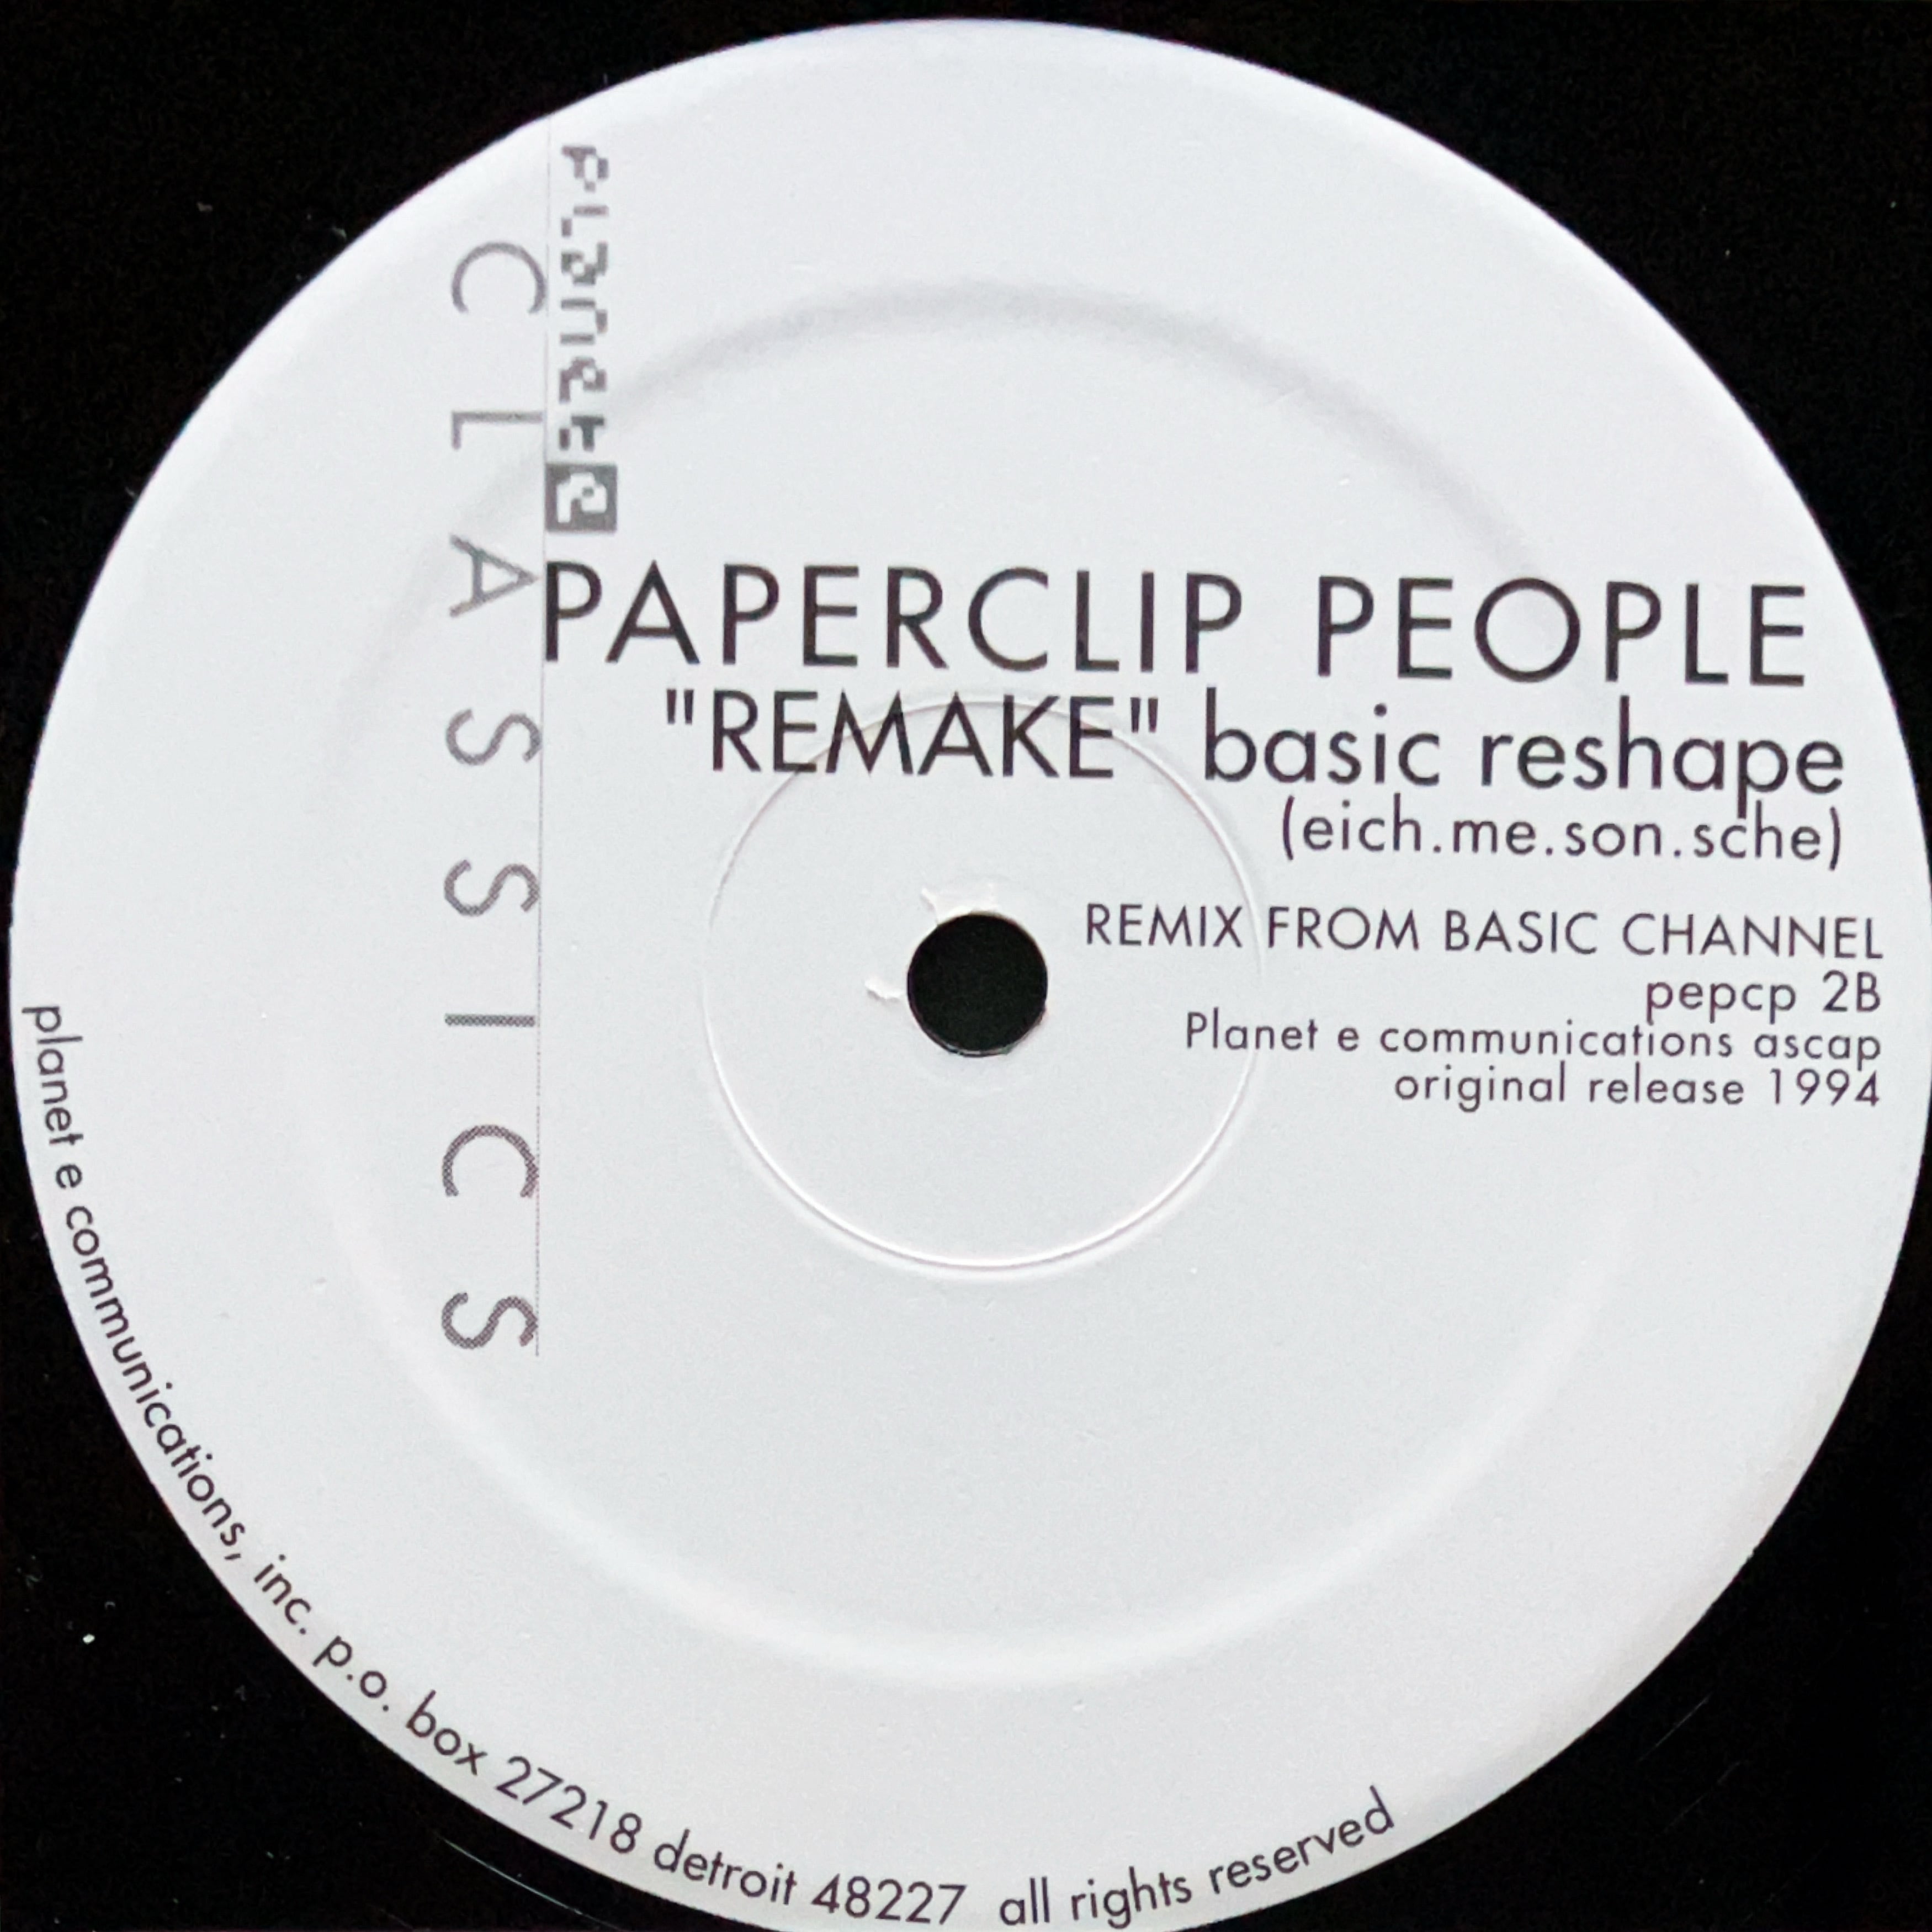 planet e
CLASSICS
PAPERCLIP PEOPLE
"REMAKE" basic reshape
(eich.me.son.sche)
REMIX FROM BASIC CHANNEL
pepcp 2B
Planet e communications ascap
original release 1994
planet e communications, inc. p.o. box 27218 detroit 48227 all rights reserved